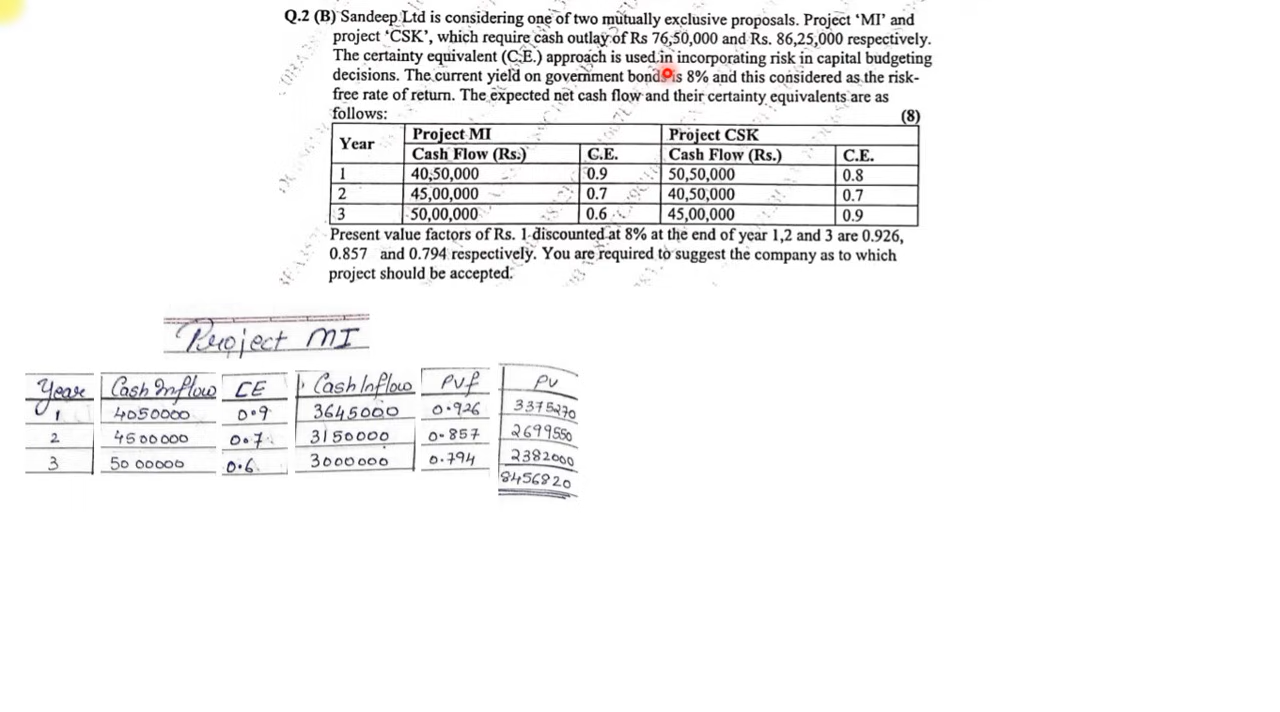 Q.2 (B) Sandeep Ltd is considering one of two mutually exclusive proposals. Project ‘MI’ and
project ‘CSK’, which require cash outlay of Rs 76,50,000 and Rs. 86,25,000 respectively.
The certainty equivalent (C.E.) approach is used in incorporating risk in capital budgeting
decisions. The current yield on government bonds is 8% and this considered as the risk-
free rate of return. The expected net cash flow and their certainty equivalents are as
follows: (8)
Year Project MI Project CSK
Cash Flow (Rs.) C.E. Cash Flow (Rs.) C.E.
1 40,50,000 0.9 50,50,000 0.8
2 45,00,000 0.7 40,50,000 0.7
3 50,00,000 0.6 45,00,000 0.9
Present value factors of Rs. 1 discounted at 8% at the end of year 1,2 and 3 are 0.926,
0.857 and 0.794 respectively. You are required to suggest the company as to which
project should be accepted.
Project MI
Year Cash Inflow CE Cash Inflow PVf PV
1 4050000 0.9 3645000 0.926 3375270
2 4500000 0.7 3150000 0.857 2699550
3 5000000 0.6 3000000 0.794 2382000
8456820